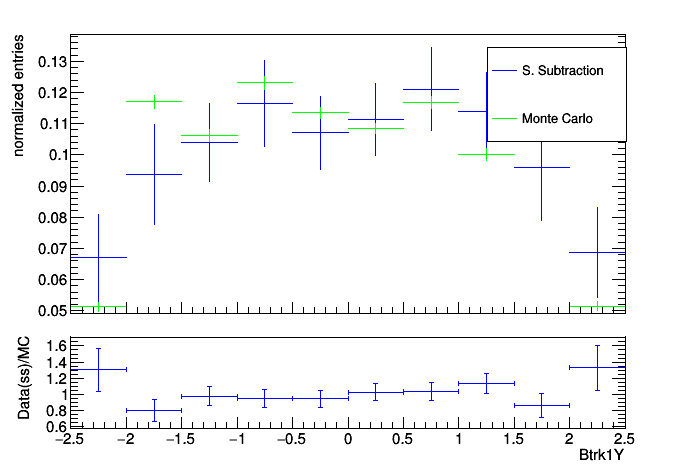 normalized entries
0.13
0.12
0.11
0.1
0.09
0.08
0.07
0.06
0.05
S. Subtraction
Monte Carlo
Data(ss)/MC
1.6
1.4
1.2
1
0.8
0.6
−2.5 −2 −1.5 −1 −0.5 0 0.5 1 1.5 2 2.5
Btrk1Y